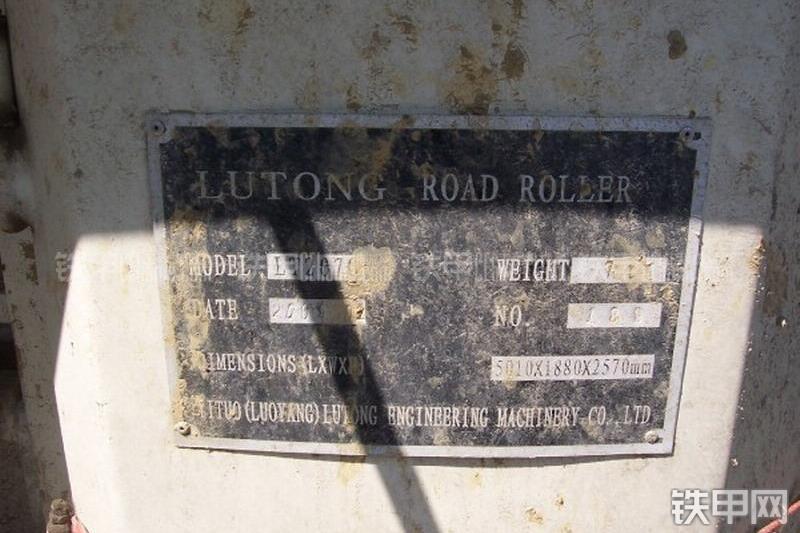 LUTONG ROAD ROLLER
MODEL
WEIGHT
DATE
NO.
DIMENSIONS(LXWXH) 5010X1880X2570mm
YITUO(LUOYANG)LUTONG ENGINEERING MACHINERY CO.,LTD
铁甲网